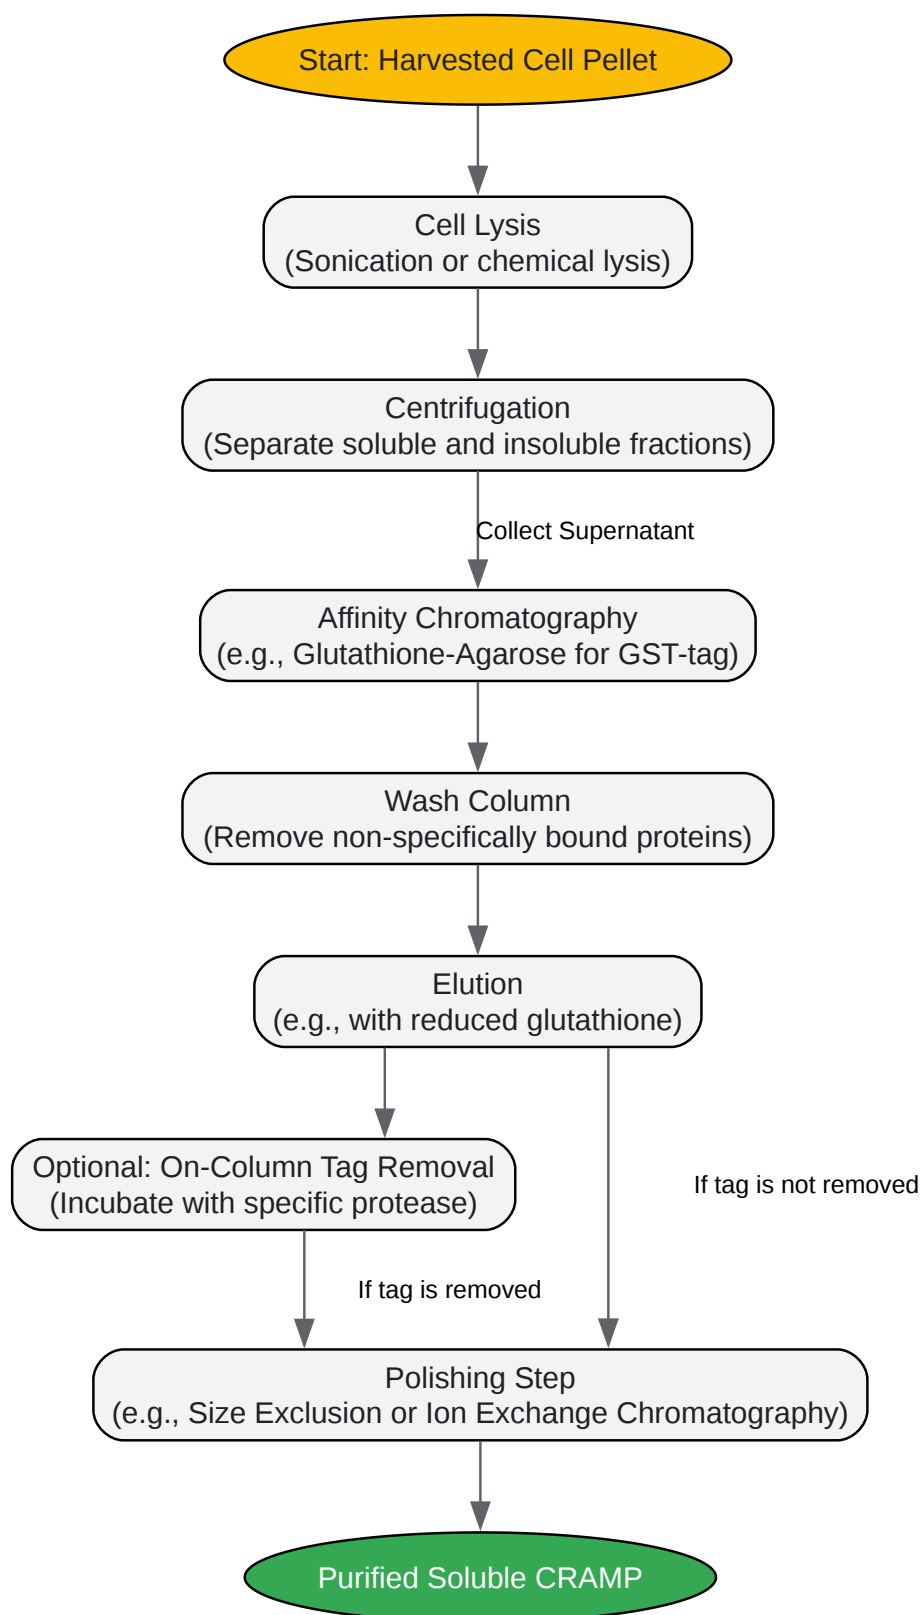 Start: Harvested Cell Pellet
Cell Lysis
(Sonication or chemical lysis)
Centrifugation
(Separate soluble and insoluble fractions)
Collect Supernatant
Affinity Chromatography
(e.g., Glutathione-Agarose for GST-tag)
Wash Column
(Remove non-specifically bound proteins)
Elution
(e.g., with reduced glutathione)
Optional: On-Column Tag Removal
(Incubate with specific protease)
If tag is not removed
If tag is removed
Polishing Step
(e.g., Size Exclusion or Ion Exchange Chromatography)
Purified Soluble CRAMP